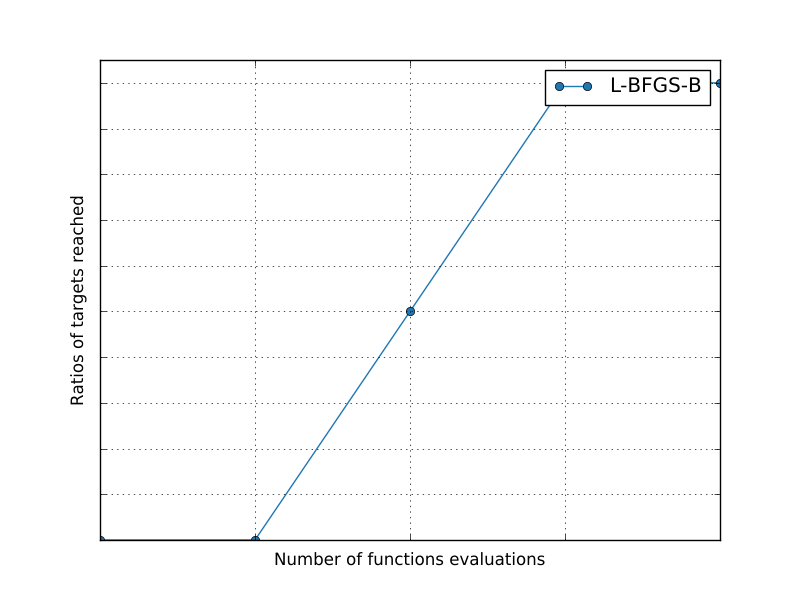 L-BFGS-B
Ratios of targets reached
Number of functions evaluations